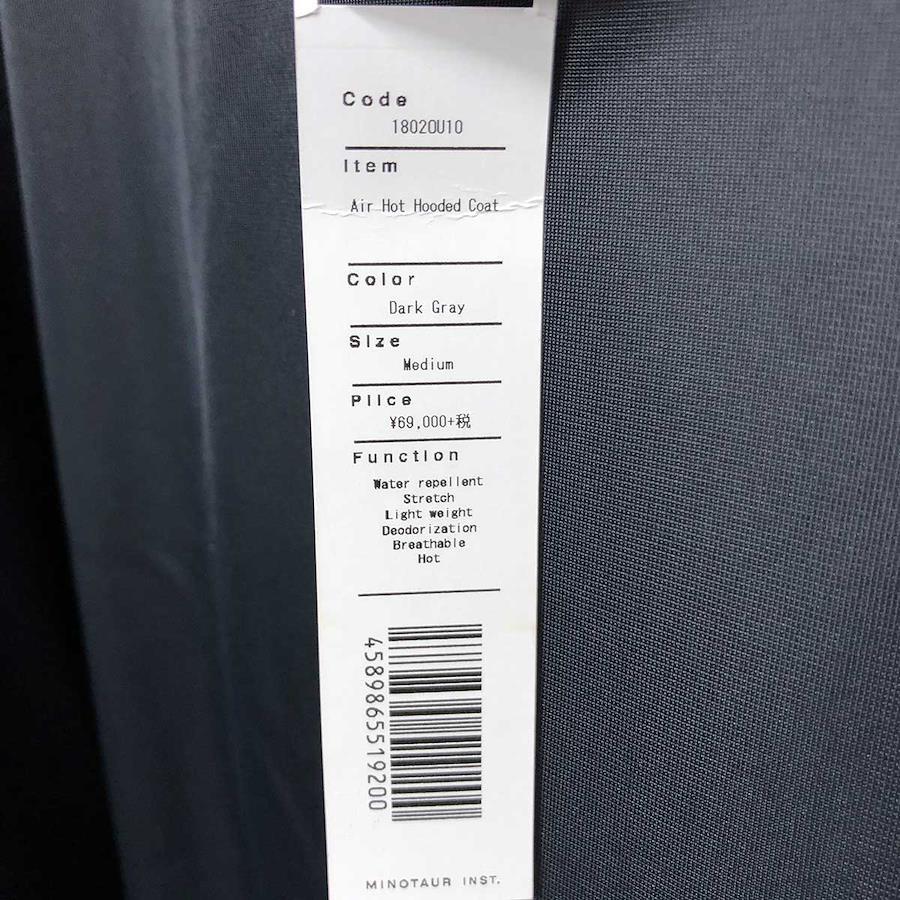 Code
18020U10
Item
Air Hot Hooded Coat
Color
Dark Gray
Size
Medium
Plice
¥69,000+税
Function
Water repellent
Stretch
Light weight
Deodorization
Breathable
Hot
4589865519200
MINOTAUR INST.